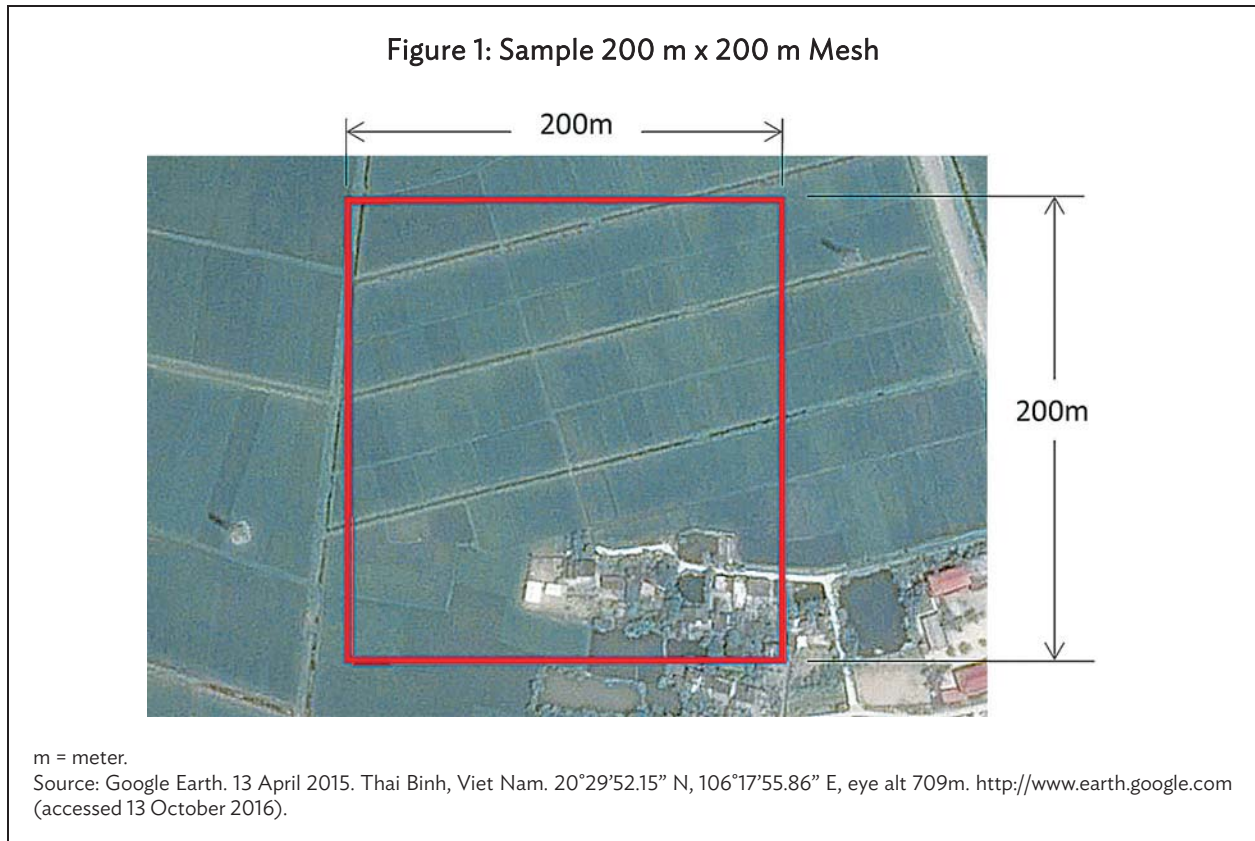 Figure 1: Sample 200 m x 200 m Mesh
200m
200m
m = meter.
Source: Google Earth. 13 April 2015. Thai Binh, Viet Nam. 20°29’52.15” N, 106°17’55.86” E, eye alt 709m. http://www.earth.google.com
(accessed 13 October 2016).